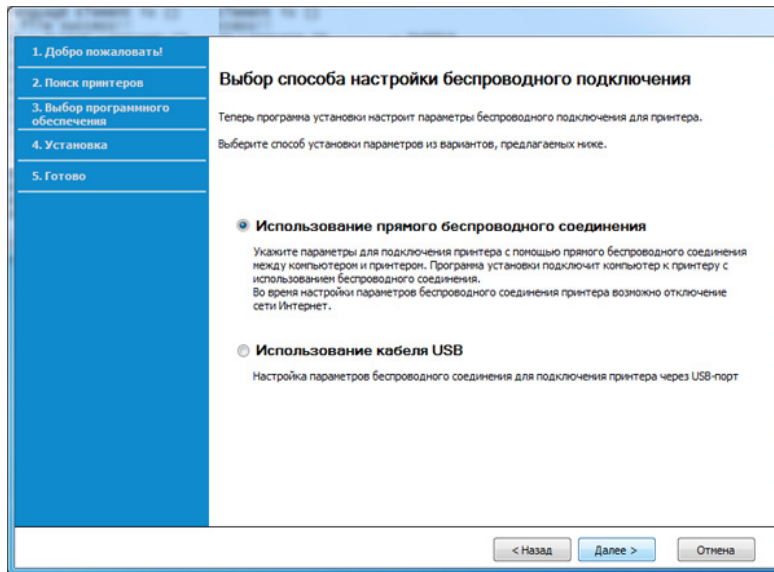 1. Добро пожаловать!
2. Поиск принтеров
3. Выбор программного
обеспечения
4. Установка
5. Готово
Выбор способа настройки беспроводного подключения
Теперь программа установки настроит параметры беспроводного подключения для принтера.
Выберите способ установки параметров из вариантов, предлагаемых ниже.
Использование прямого беспроводного соединения
Укажите параметры для подключения принтера с помощью прямого беспроводного соединения
между компьютером и принтером. Программа установки подключит компьютер к принтеру с
использованием беспроводного соединения.
Во время настройки параметров беспроводного соединения принтера возможно отключение
сети Интернет.
Использование кабеля USB
Настройка параметров беспроводного соединения для подключения принтера через USB-порт
< Назад
Далее >
Отмена